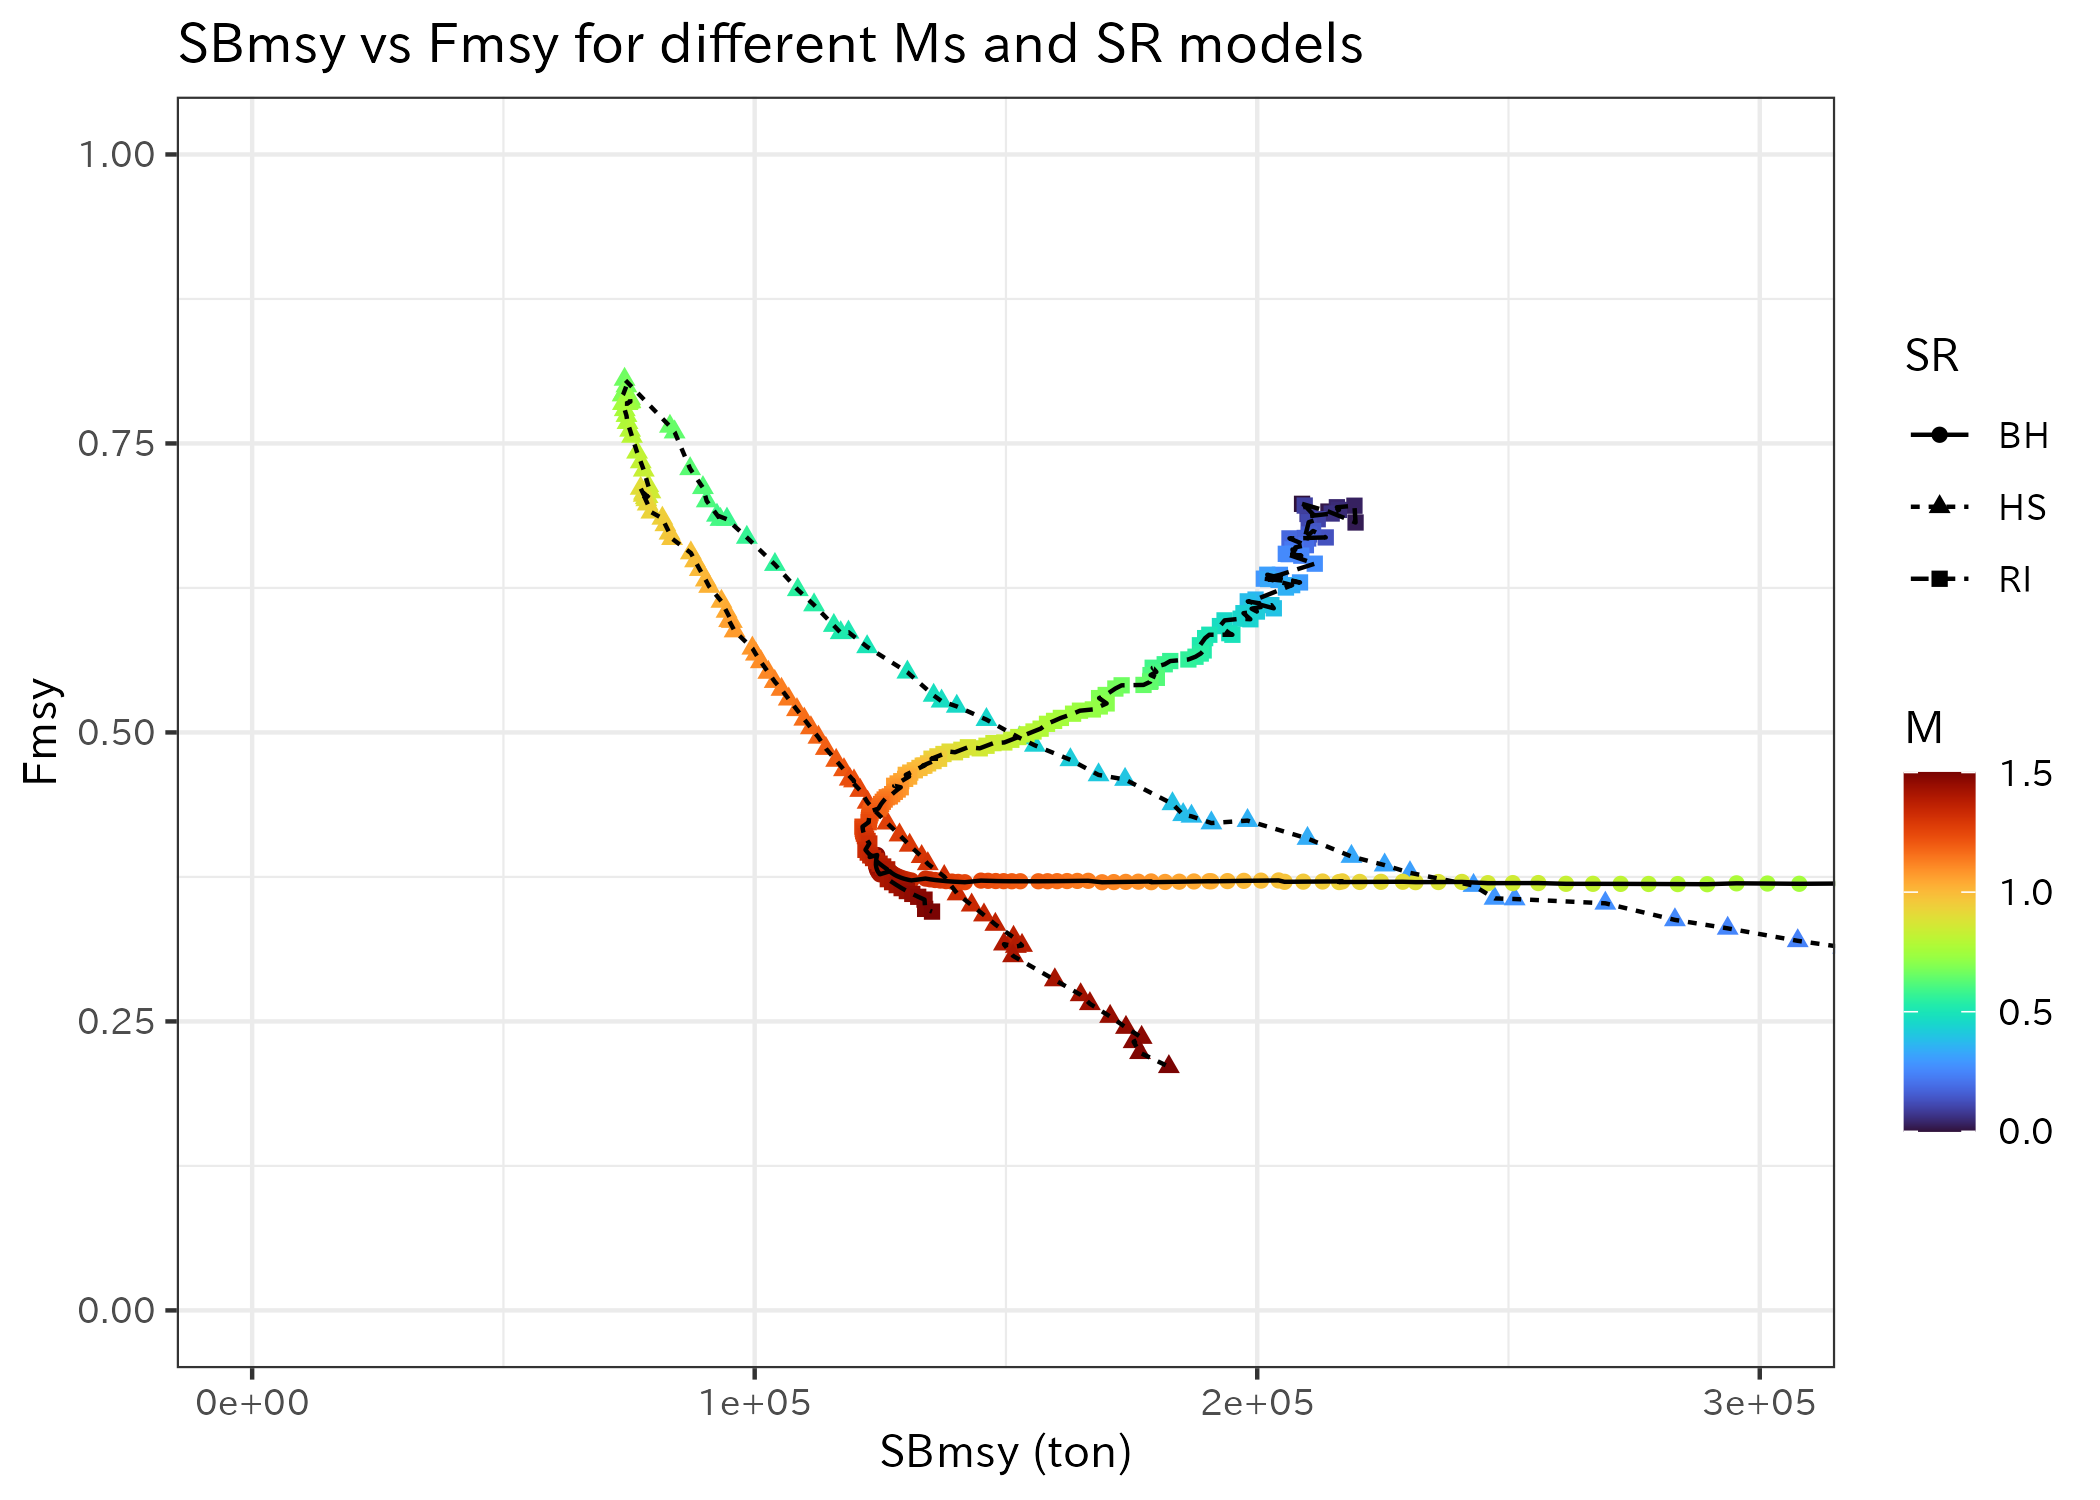 SBmsy vs Fmsy for different Ms and SR models
1.00
0.75
0.50
0.25
0.00
Fmsy
0e+00
1e+05
2e+05
3e+05
SBmsy (ton)
SR
BH
HS
RI
M
1.5
1.0
0.5
0.0